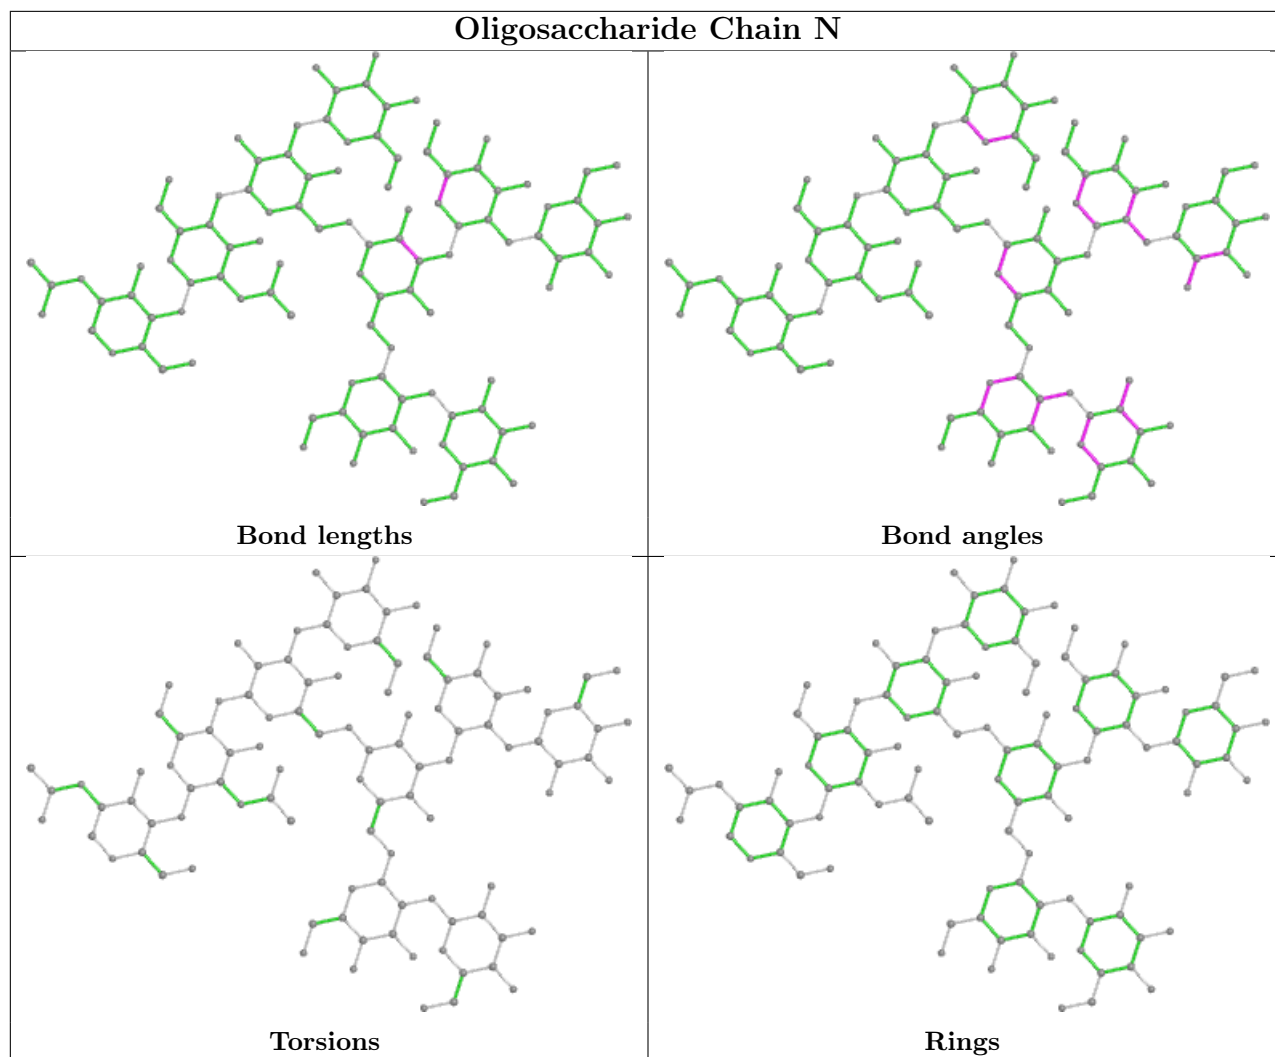 Oligosaccharide Chain N
Bond lengths
Bond angles
Torsions
Rings